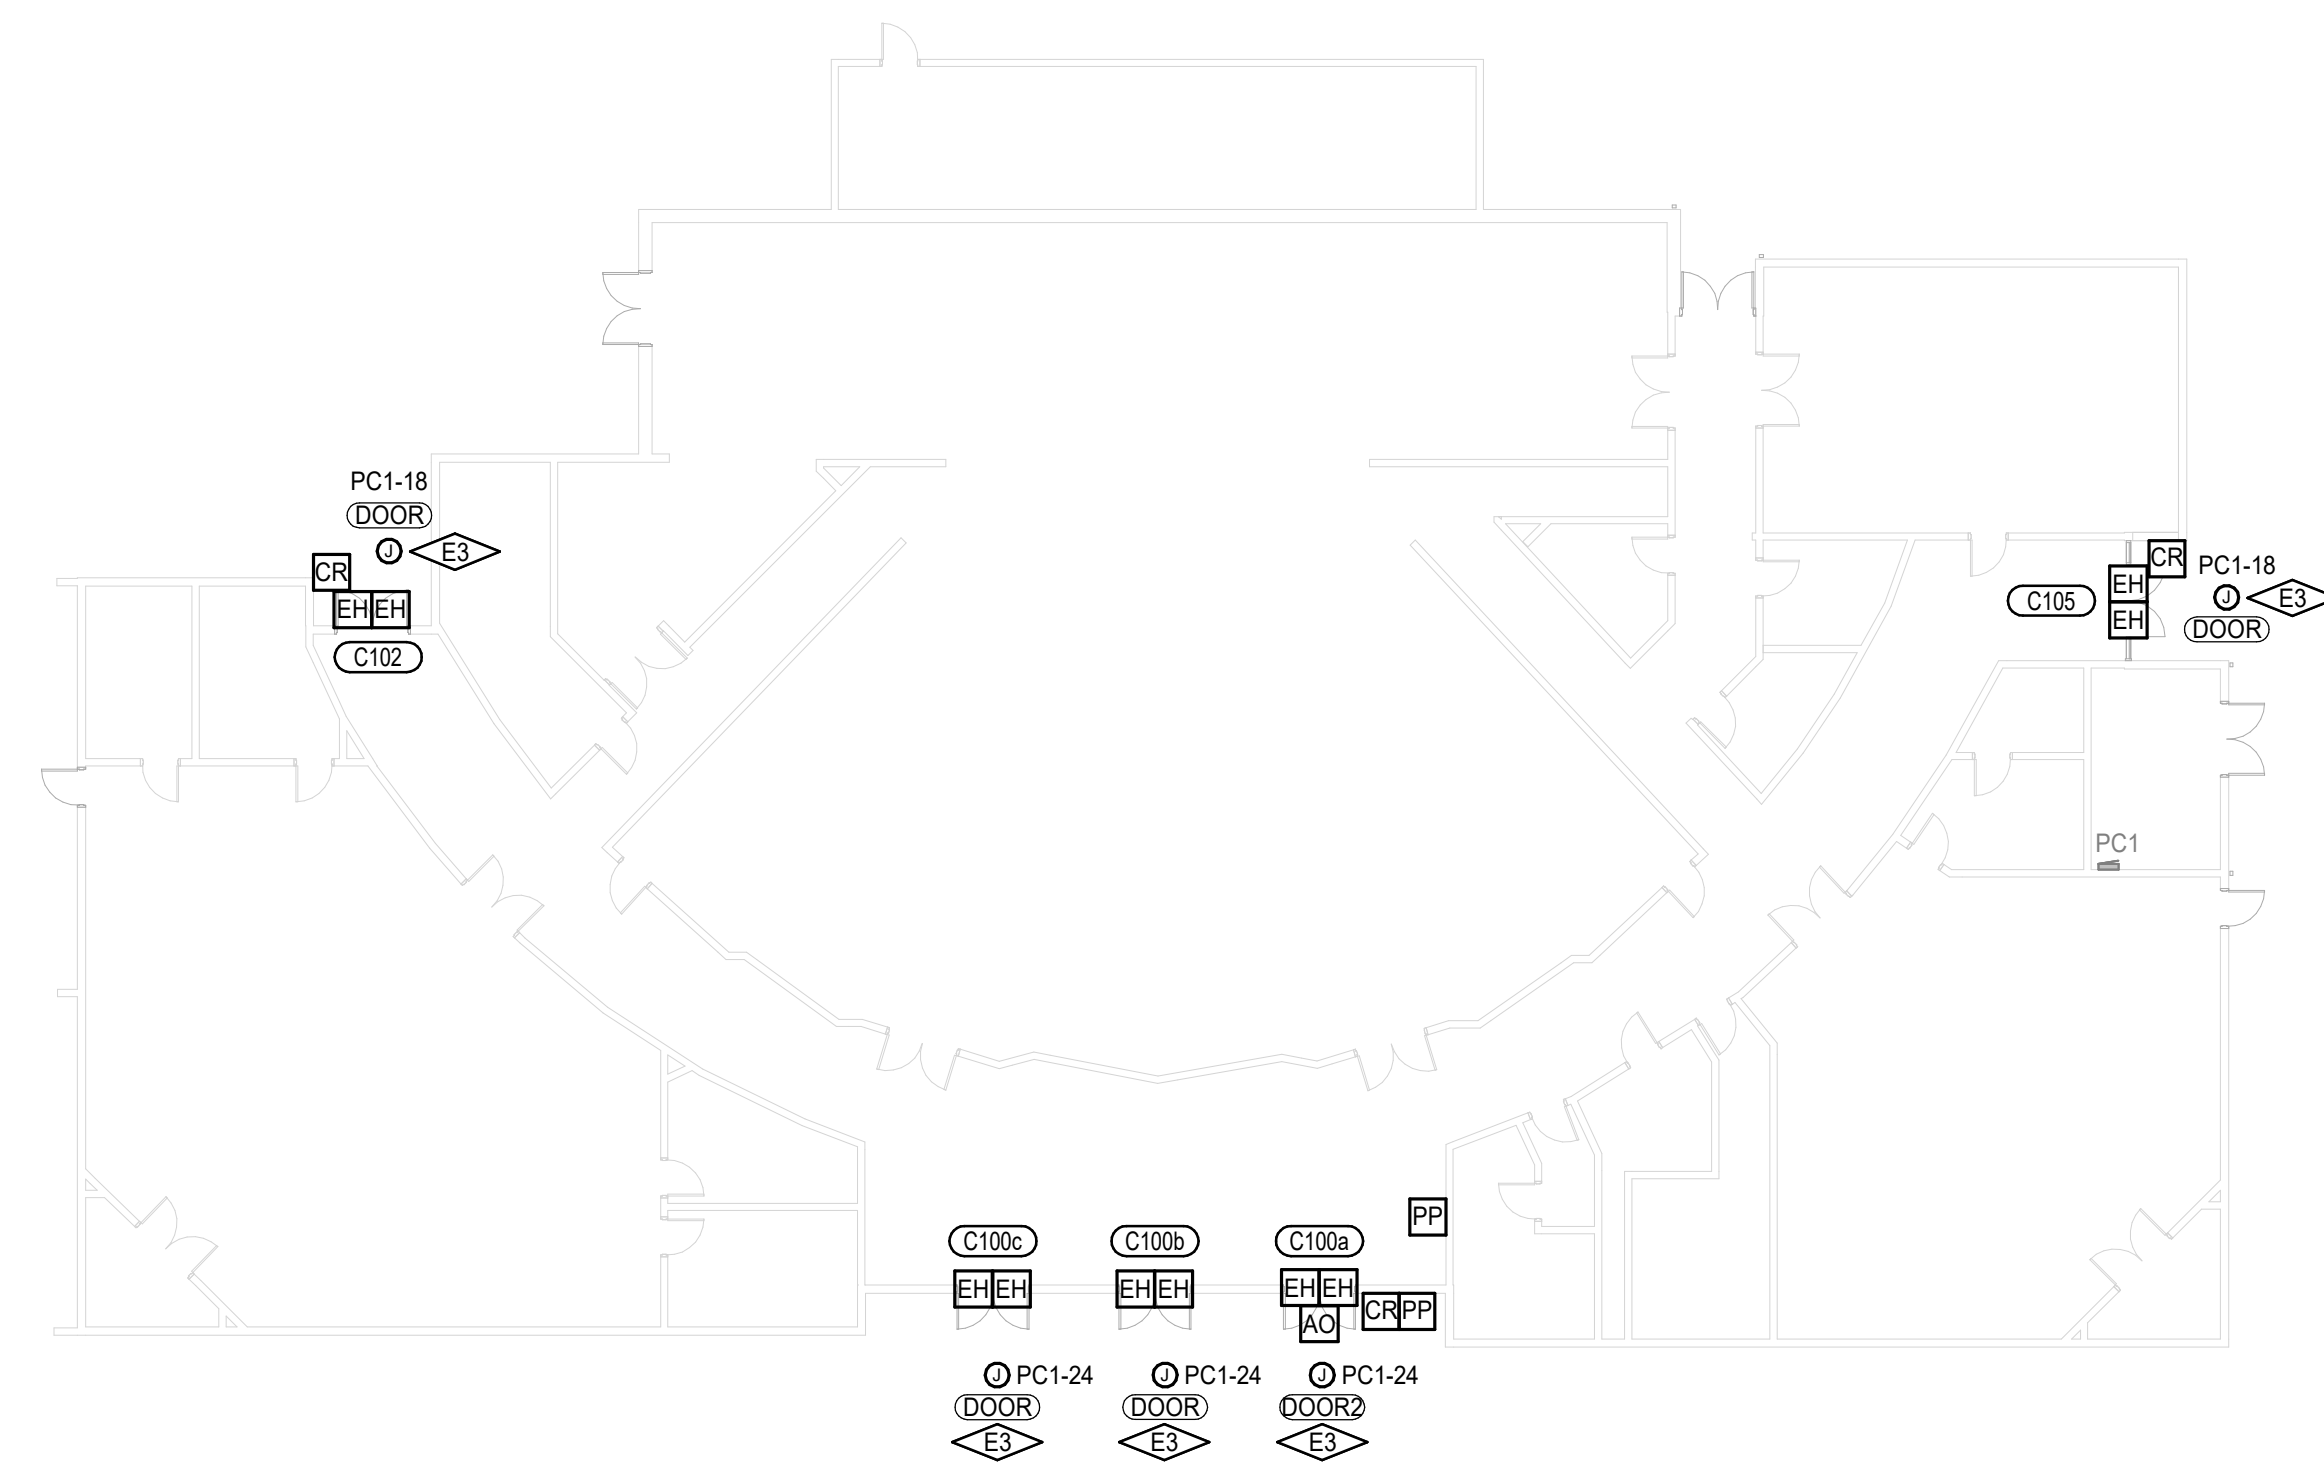 PC1-18
DOOR
J E3
CR
EH EH
C102
CR
PC1-18
EH
C105
J E3
EH
DOOR
PC1
PP
C100c C100b C100a
EH EH EH EH EH EH
CR PP
AO
J PC1-24 J PC1-24 J PC1-24
DOOR DOOR DOOR2
E3 E3 E3